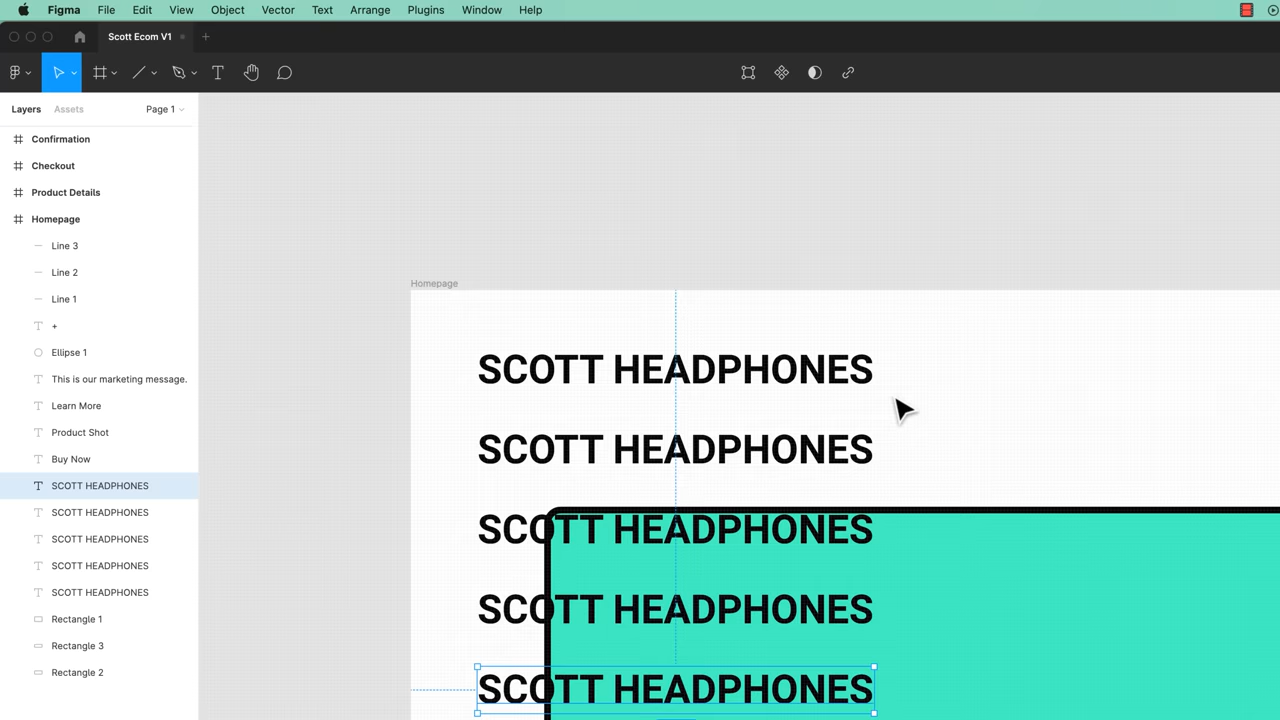 Figma File Edit View Object Vector Text Arrange Plugins Window Help
Scott Ecom V1
Layers Assets Page 1
Confirmation
Checkout
Product Details
Homepage
Line 3
Line 2
Line 1
+
Ellipse 1
This is our marketing message.
Learn More
Product Shot
Buy Now
SCOTT HEADPHONES
SCOTT HEADPHONES
SCOTT HEADPHONES
SCOTT HEADPHONES
SCOTT HEADPHONES
Rectangle 1
Rectangle 3
Rectangle 2
Homepage
SCOTT HEADPHONES
SCOTT HEADPHONES
SCOTT HEADPHONES
SCOTT HEADPHONES
SCOTT HEADPHONES